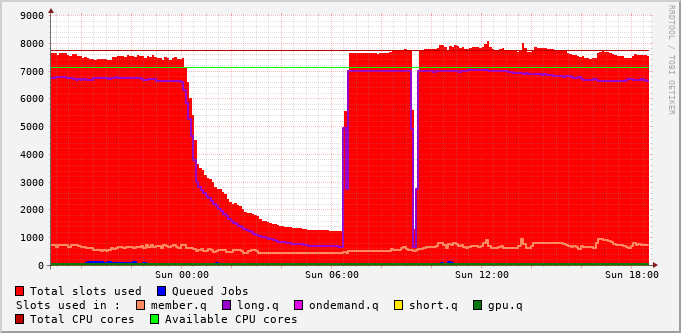 9000
8000
7000
6000
5000
4000
3000
2000
1000
0
Sun 00:00 Sun 06:00 Sun 12:00 Sun 18:00
RRDTOOL / TOBI OETIKER
Total slots used Queued Jobs
Slots used in : member.q long.q ondemand.q short.q gpu.q
Total CPU cores Available CPU cores